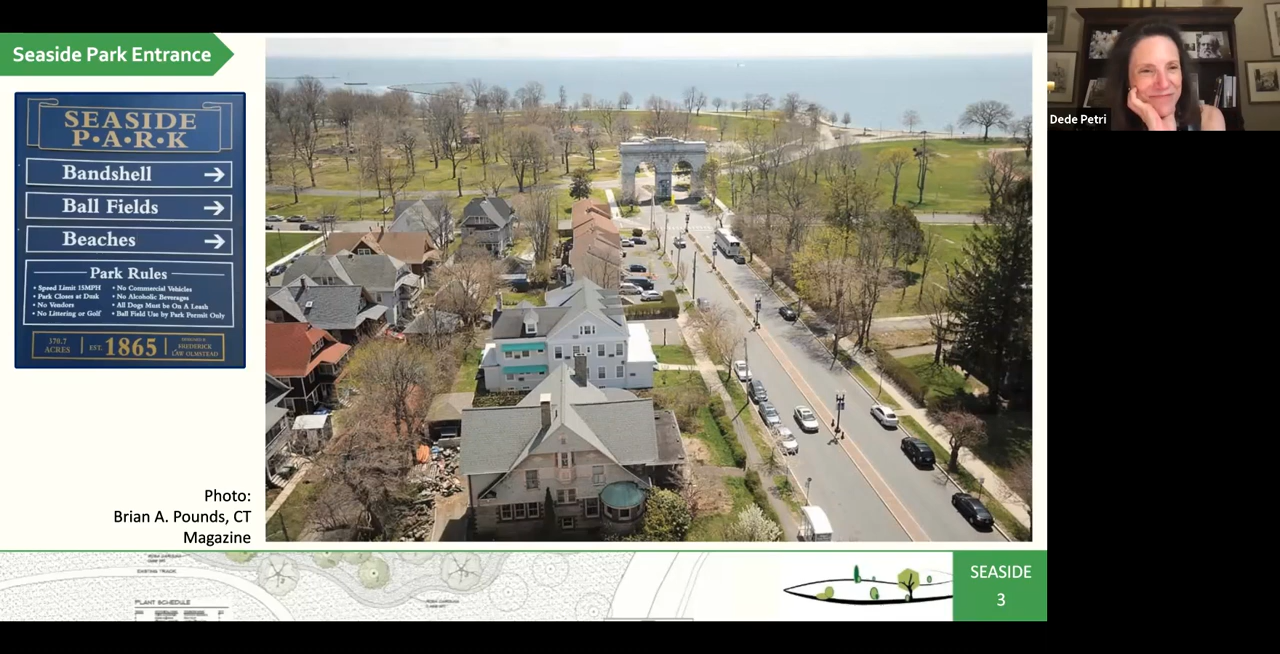 Seaside Park Entrance
SEASIDE
P•A•R•K
Bandshell →
Ball Fields →
Beaches →
Park Rules
• Speed Limit 15MPH
• Park Closes at Dusk
• No Vendors
• No Littering or Golf
• No Commercial Vehicles
• No Alcoholic Beverages
• All Dogs Must be On A Leash
• Ball Field Use by Park Permit Only
370.7
ACRES
EST. 1865
FREDERICK
LAW OLMSTEAD
Photo:
Brian A. Pounds, CT
Magazine
EXISTING TRACK
PLANT SCHEDULE
SEASIDE
3
Dede Petri